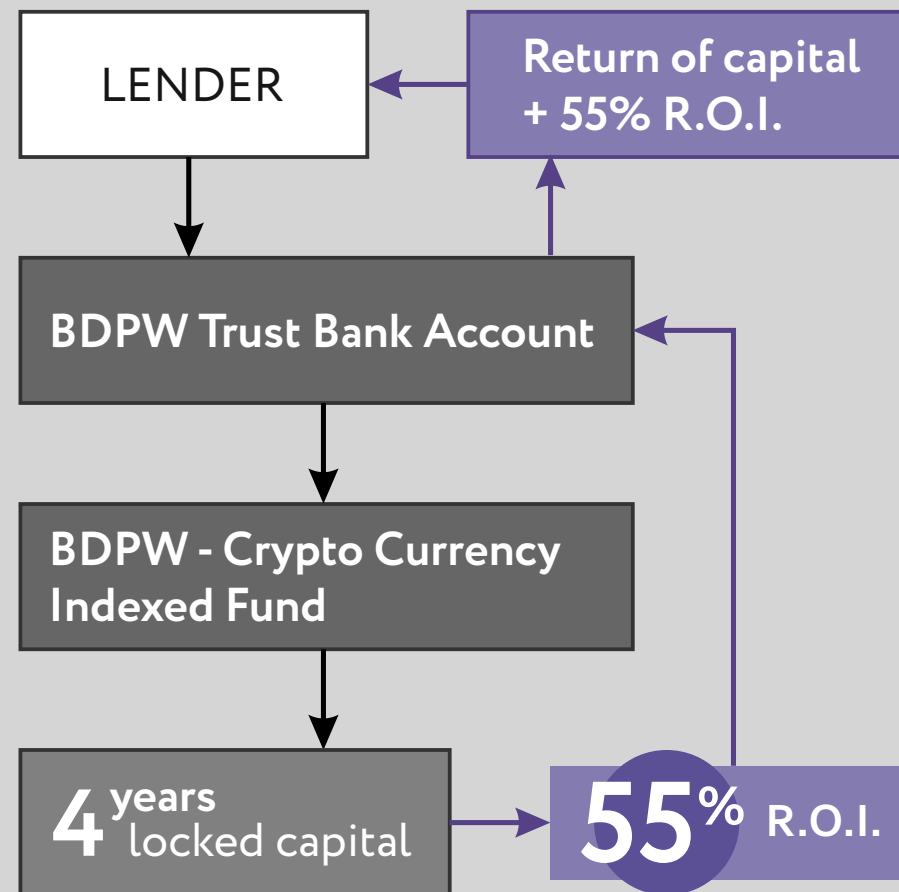 LENDER
Return of capital
+ 55% R.O.I.
BDPW Trust Bank Account
BDPW - Crypto Currency
Indexed Fund
4 years
locked capital
55% R.O.I.